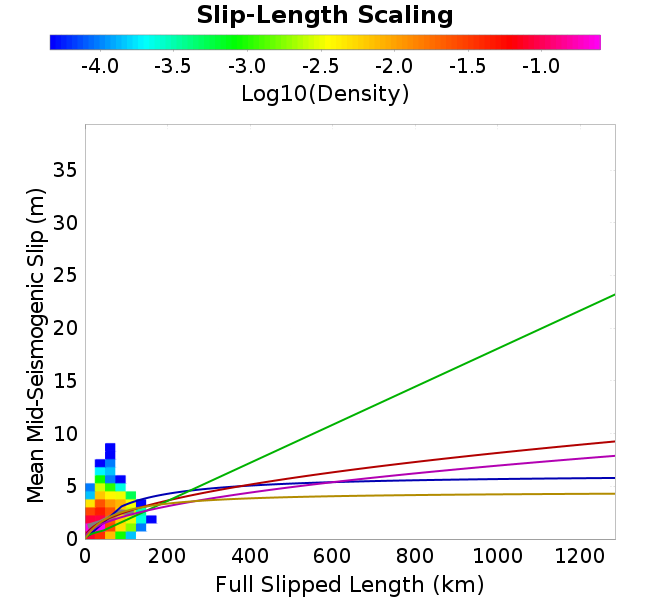 Slip-Length Scaling
-4.0 -3.5 -3.0 -2.5 -2.0 -1.5 -1.0
Log10(Density)
Mean Mid-Seismogenic Slip (m)
35
30
25
20
15
10
5
0
0 200 400 600 800 1000 1200
Full Slipped Length (km)